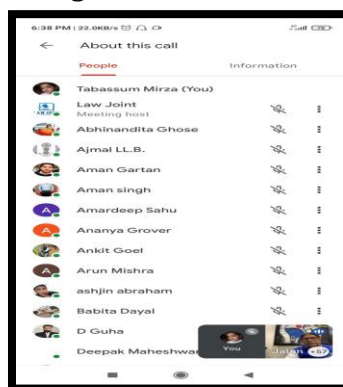 6:38 PM | 22.0KB/s
About this call
People Information
Tabassum Mirza (You)
Law Joint
Meeting host
Abhinandita Ghose
Ajmal LL.B.
Aman Gartan
Aman singh
A Amardeep Sahu
A Ananya Grover
Ankit Goel
A Arun Mishra
ashjin abraham
Babita Dayal
D Guha
Deepak Maheshwa
You Jatin +57